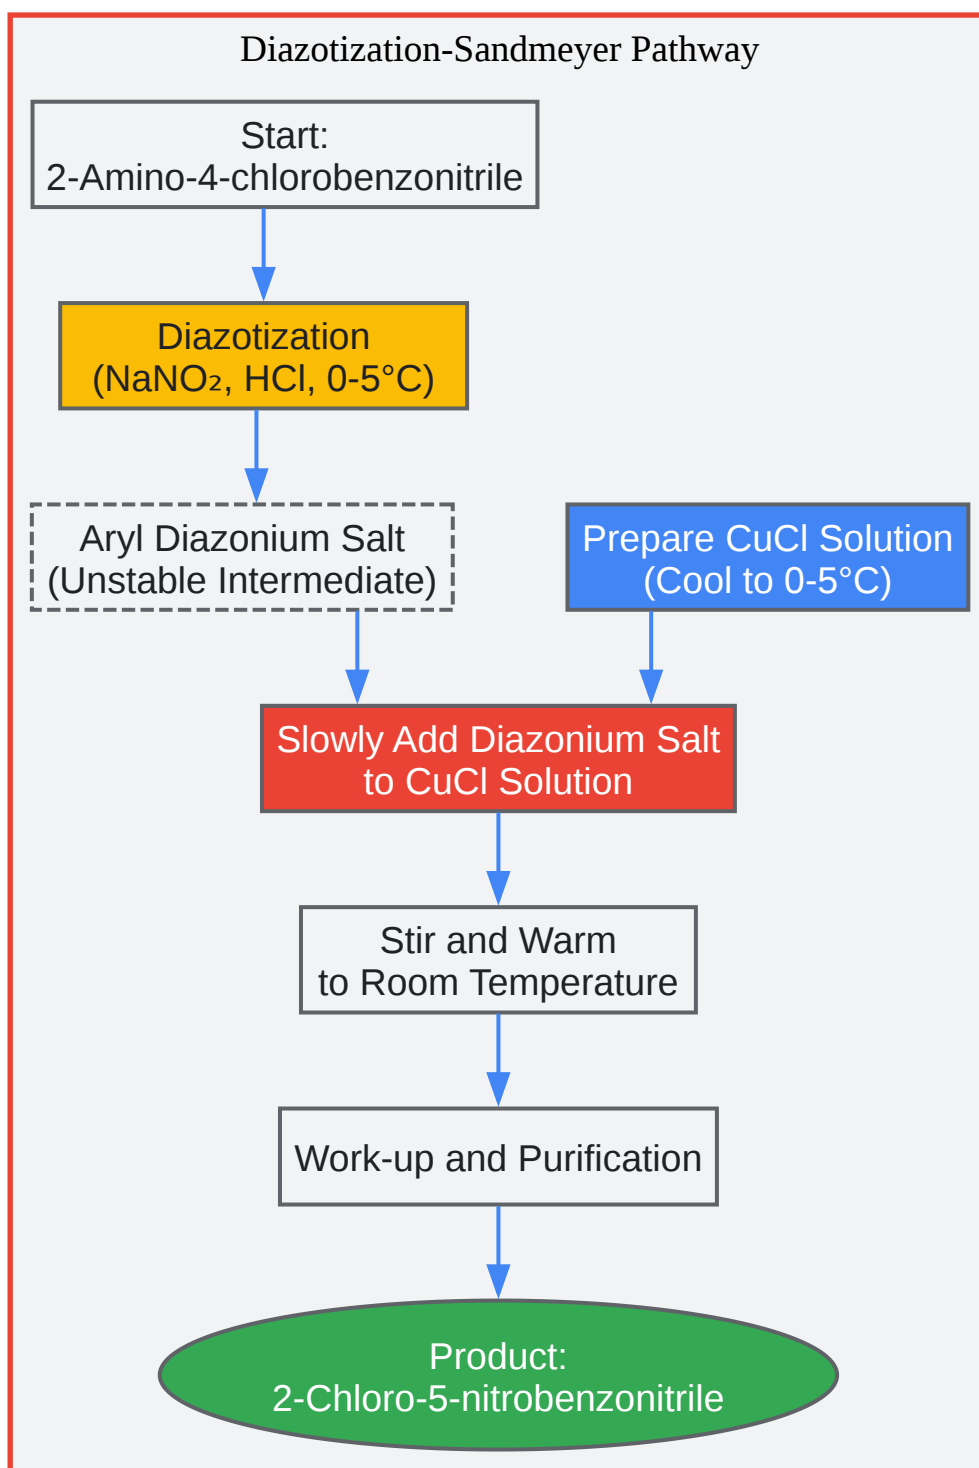 Diazotization-Sandmeyer Pathway
Start:
2-Amino-4-chlorobenzonitrile
Diazotization
(NaNO₂, HCl, 0-5°C)
Aryl Diazonium Salt
(Unstable Intermediate)
Prepare CuCl Solution
(Cool to 0-5°C)
Slowly Add Diazonium Salt
to CuCl Solution
Stir and Warm
to Room Temperature
Work-up and Purification
Product:
2-Chloro-5-nitrobenzonitrile